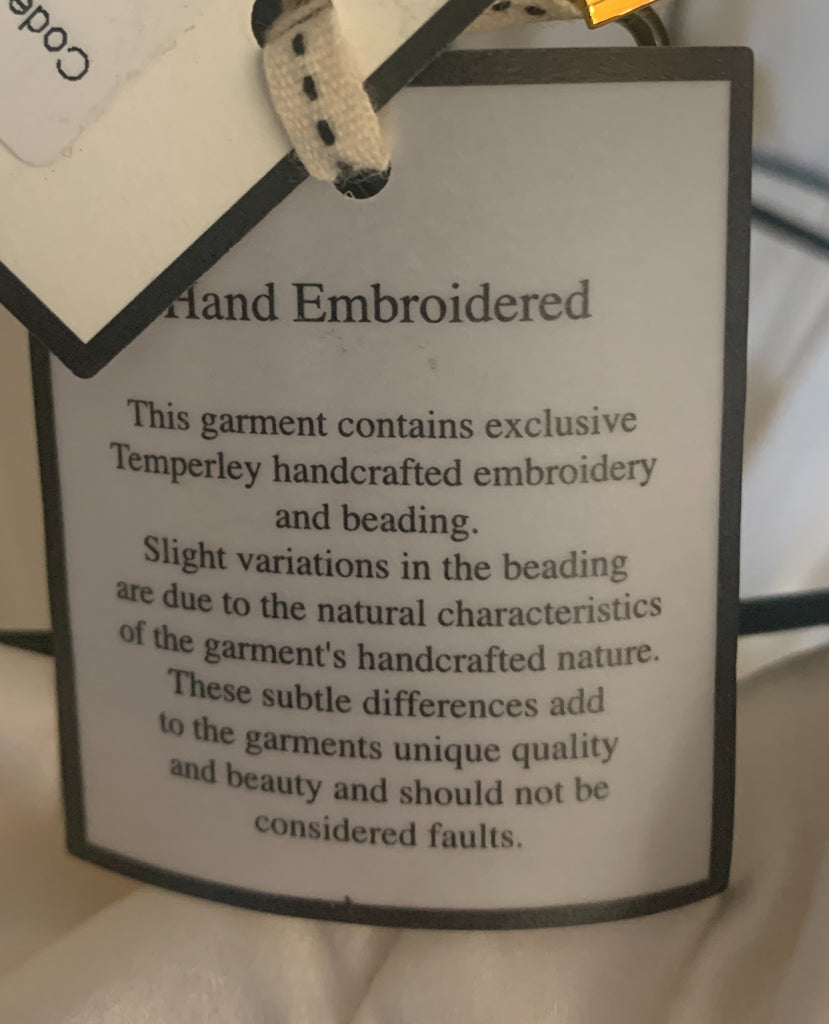 Code
Hand Embroidered
This garment contains exclusive
Temperley handcrafted embroidery
and beading.
Slight variations in the beading
are due to the natural characteristics
of the garment's handcrafted nature.
These subtle differences add
to the garments unique quality
and beauty and should not be
considered faults.